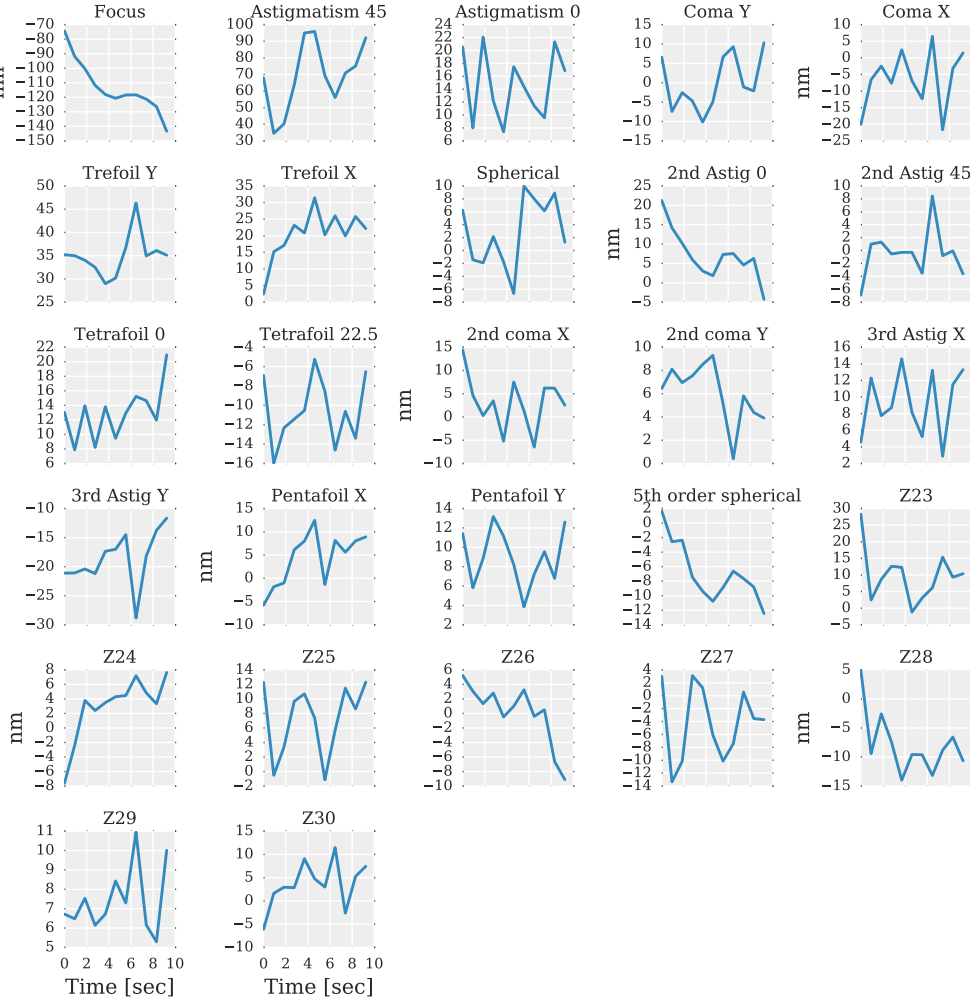 Focus Astigmatism 45 Astigmatism 0 Coma Y Coma X
−70 100 24 15 10
−80 90 22 10 5
−90 80 20 5 0
−100 70 18 0 −5
−110 60 16 −5 −10
−120 50 14 −10 −15
−130 40 12 −15 −20
−140 30 10 −25
−150 8
6
nm nm
Trefoil Y Trefoil X Spherical 2nd Astig 0 2nd Astig 45
50 35 10 25 10
45 30 8 20 8
40 25 6 15 6
35 20 4 10 4
30 15 2 5 2
25 10 0 0 0
5 −2 −5 −2
0 −4 −4
−6 −6
−8 −8
nm
Tetrafoil 0 Tetrafoil 22.5 2nd coma X 2nd coma Y 3rd Astig X
22 −4 15 10 16
20 −6 10 8 14
18 −8 5 6 12
16 −10 0 4 10
14 −12 −5 2 8
12 −14 −10 0 6
10 −16 4
8 2
6
nm
3rd Astig Y Pentafoil X Pentafoil Y 5th order spherical Z23
−10 15 14 2 30
−15 10 12 0 25
−20 5 10 −2 20
−25 0 8 −4 15
−30 −5 6 −6 10
−10 4 −8 5
2 −10 0
−12 −5
−14
nm
Z24 Z25 Z26 Z27 Z28
8 14 6 4 5
6 12 4 2 0
4 10 2 0 −5
2 8 0 −2 −10
0 6 −2 −4 −15
−2 4 −4 −6
−4 2 −6 −8
−6 0 −8 −10
−8 −2 −10 −12
−14
nm nm
Z29 Z30
11 15
10 10
9 5
8 0
7 −5
6 −10
5
0 2 4 6 8 10 0 2 4 6 8 10
Time [sec] Time [sec]